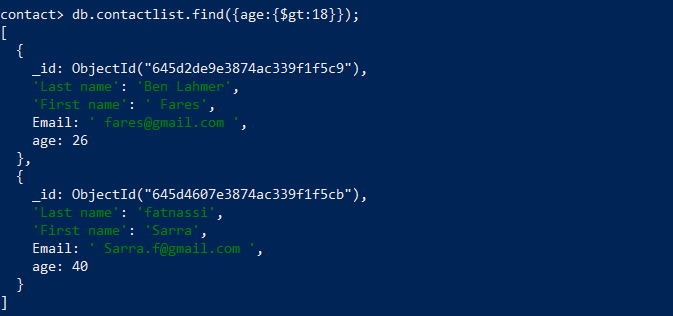 contact> db.contactlist.find({age:{$gt:18}});
[
  {
    _id: ObjectId("645d2de9e3874ac339f1f5c9"),
    'Last name': 'Ben Lahmer',
    'First name': ' Fares',
    Email: ' fares@gmail.com ',
    age: 26
  },
  {
    _id: ObjectId("645d4607e3874ac339f1f5cb"),
    'Last name': 'fatnassi',
    'First name': 'Sarra',
    Email: ' Sarra.f@gmail.com ',
    age: 40
  }
]